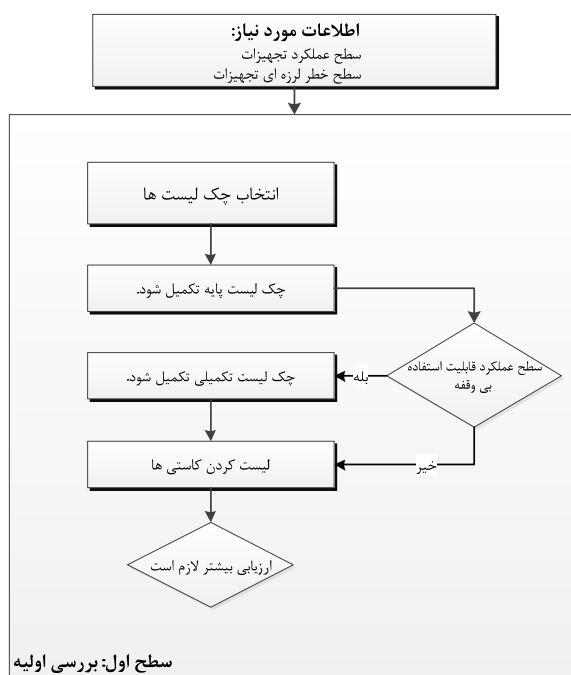 اطلاعات مورد نیاز:
سطح عملکرد تجهیزات
سطح خطر لرزه ای تجهیزات
انتخاب چک لیست ها
چک لیست پایه تکمیل شود.
سطح عملکرد قابلیت استفاده
بی وقفه
بله
چک لیست تکمیلی تکمیل شود.
خیر
لیست کردن کاستی ها
ارزیابی بیشتر لازم است
سطح اول: بررسی اولیه